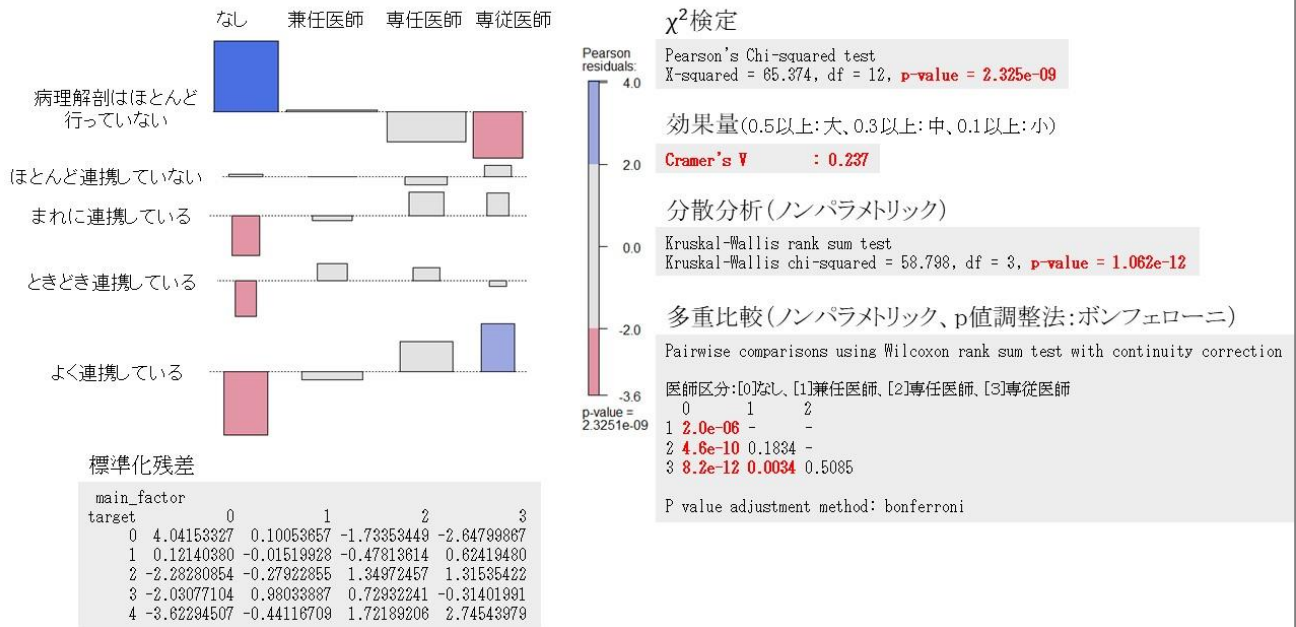 なし 兼任医師 専任医師 専従医師
病理解剖はほとんど
行っていない
ほとんど連携していない
まれに連携している
ときどき連携している
よく連携している
Pearson
residuals:
4.0
2.0
0.0
-2.0
-3.6
p-value =
2.3251e-09
標準化残差
main_factor
target 0 1 2 3
0 4.04153327 0.10053657 -1.73353449 -2.64799867
1 0.12140380 -0.01519928 -0.47813614 0.62419480
2 -2.28280854 -0.27922855 1.34972457 1.31535422
3 -2.03077104 0.98033887 0.72932241 -0.31401991
4 -3.62294507 -0.44116709 1.72189206 2.74543979
χ²検定
Pearson's Chi-squared test
X-squared = 65.374, df = 12, p-value = 2.325e-09
効果量(0.5以上:大、0.3以上:中、0.1以上:小)
Cramer's V : 0.237
分散分析(ノンパラメトリック)
Kruskal-Wallis rank sum test
Kruskal-Wallis chi-squared = 58.798, df = 3, p-value = 1.062e-12
多重比較(ノンパラメトリック、p値調整法:ボンフェローニ)
Pairwise comparisons using Wilcoxon rank sum test with continuity correction
医師区分:[0]なし、[1]兼任医師、[2]専任医師、[3]専従医師
0 1 2
1 2.0e-06 - -
2 4.6e-10 0.1834 -
3 8.2e-12 0.0034 0.5085
P value adjustment method: bonferroni